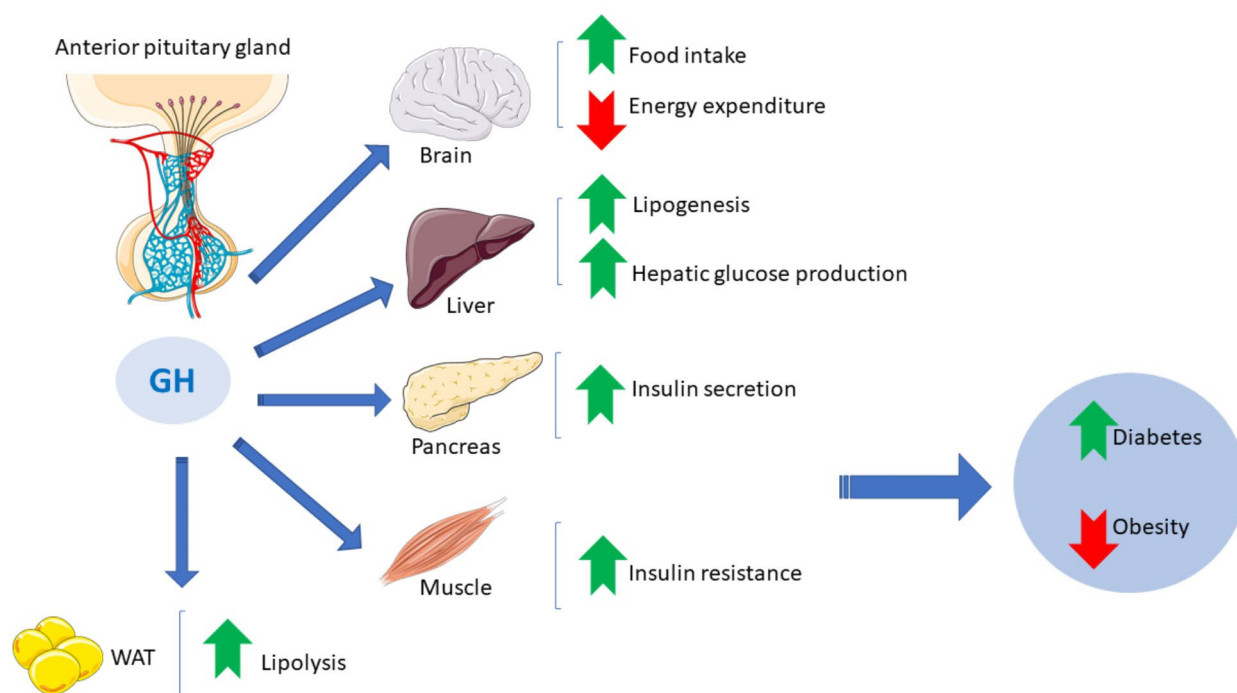 Anterior pituitary gland
Food intake
Energy expenditure
Brain
Lipogenesis
Hepatic glucose production
Liver
GH
Insulin secretion
Pancreas
Diabetes
Obesity
Insulin resistance
Muscle
WAT
Lipolysis